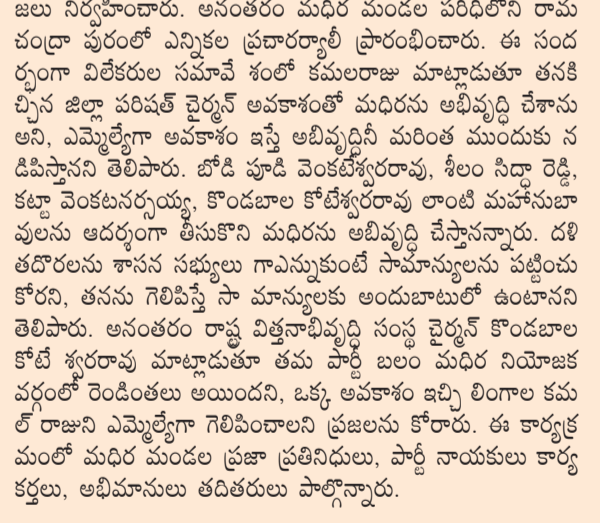 జలు నిర్వహించారు. అనంతరం మధిర మండల పరిధిలోని రామ
చంద్రా పురంలో ఎన్నికల ప్రచారర్యాలీ ప్రారంభించారు. ఈ సంద
ర్భంగా విలేకరుల సమావే శంలో కమలరాజు మాట్లాడుతూ తనకి
చ్చిన జిల్లా పరిషత్ చైర్మన్ అవకాశంతో మధిరను అభివృద్ధి చేశాను
అని, ఎమ్మెల్యేగా అవకాశం ఇస్తే అబివృద్ధినీ మరింత ముందుకు న
డిపిస్తానని తెలిపారు. బోడి పూడి వెంకటేశ్వరరావు, శీలం సిద్ధా రెడ్డి,
కట్టా వెంకటనర్సయ్య, కొండబాల కోటేశ్వరరావు లాంటి మహానుబా
వులను ఆదర్శంగా తీసుకొని మధిరను అబివృద్ధి చేస్తానన్నారు. దళి
తదొరలను శాసన సభ్యులు గాఎన్నుకుంటే సామాన్యులను పట్టించు
కోరని, తనను గెలిపిస్తే సా మాన్యులకు అందుబాటులో ఉంటానని
తెలిపారు. అనంతరం రాష్ట్ర విత్తనాభివృద్ధి సంస్థ చైర్మన్ కొండబాల
కోటే శ్వరరావు మాట్లాడుతూ తమ పార్టీ బలం మధిర నియోజక
వర్గంలో రెండింతలు అయిందని, ఒక్క అవకాశం ఇచ్చి లింగాల కమ
ల్ రాజుని ఎమ్మెల్యేగా గెలిపించాలని ప్రజలను కోరారు. ఈ కార్యక్ర
మంలో మధిర మండల ప్రజా ప్రతినిధులు, పార్టీ నాయకులు కార్య
కర్తలు, అభిమానులు తదితరులు పాల్గొన్నారు.